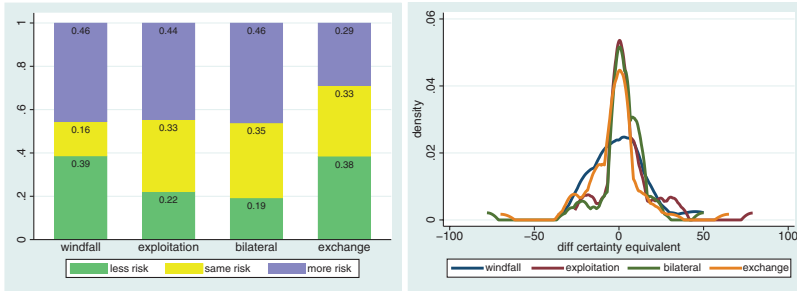 1
.8
.6
.4
.2
0
0.46 0.44 0.46 0.29
0.16 0.33 0.35 0.33
0.39 0.22 0.19 0.38
windfall exploitation bilateral exchange
less risk same risk more risk
.06
.04
.02
0
density
−100 −50 0 50 100
diff certainty equivalent
windfall exploitation bilateral exchange